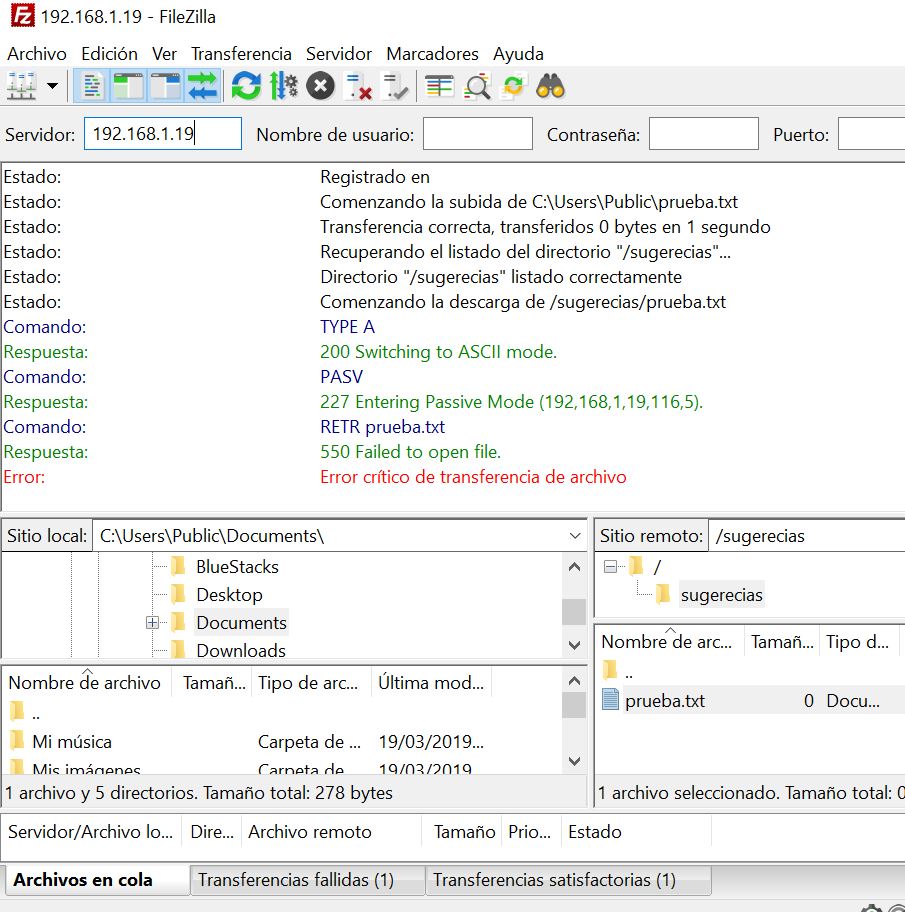 192.168.1.19 - FileZilla
Archivo Edición Ver Transferencia Servidor Marcadores Ayuda
Servidor: 192.168.1.19 Nombre de usuario: Contraseña: Puerto:
Estado: Registrado en
Estado: Comenzando la subida de C:\Users\Public\prueba.txt
Estado: Transferencia correcta, transferidos 0 bytes en 1 segundo
Estado: Recuperando el listado del directorio "/sugerecias"...
Estado: Directorio "/sugerecias" listado correctamente
Estado: Comenzando la descarga de /sugerecias/prueba.txt
Comando: TYPE A
Respuesta: 200 Switching to ASCII mode.
Comando: PASV
Respuesta: 227 Entering Passive Mode (192,168,1,19,116,5).
Comando: RETR prueba.txt
Respuesta: 550 Failed to open file.
Error: Error crítico de transferencia de archivo
Sitio local: C:\Users\Public\Documents\
BlueStacks
Desktop
Documents
Downloads
Nombre de archivo Tamañ... Tipo de arc... Última mod...
..
Mi música Carpeta de ... 19/03/2019...
Mis imágenes Carpeta de 19/03/2019
1 archivo y 5 directorios. Tamaño total: 278 bytes
Sitio remoto: /sugerecias
/
sugerecias
Nombre de arc... Tamañ... Tipo d...
..
prueba.txt 0 Docu...
1 archivo seleccionado. Tamaño total: 0
Servidor/Archivo lo... Dire... Archivo remoto Tamaño Prio... Estado
Archivos en cola Transferencias fallidas (1) Transferencias satisfactorias (1)